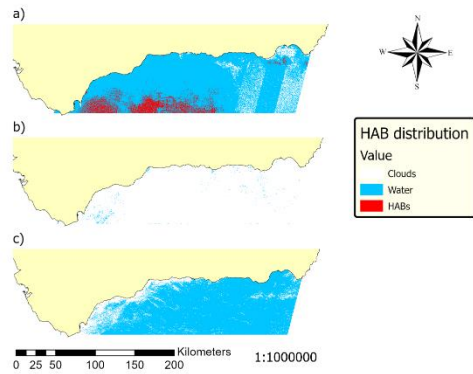 a)
N
W
E
S
b)
HAB distribution
Value
Clouds
Water
HABs
c)
Kilometers
0 25 50 100 150 200
1:1000000